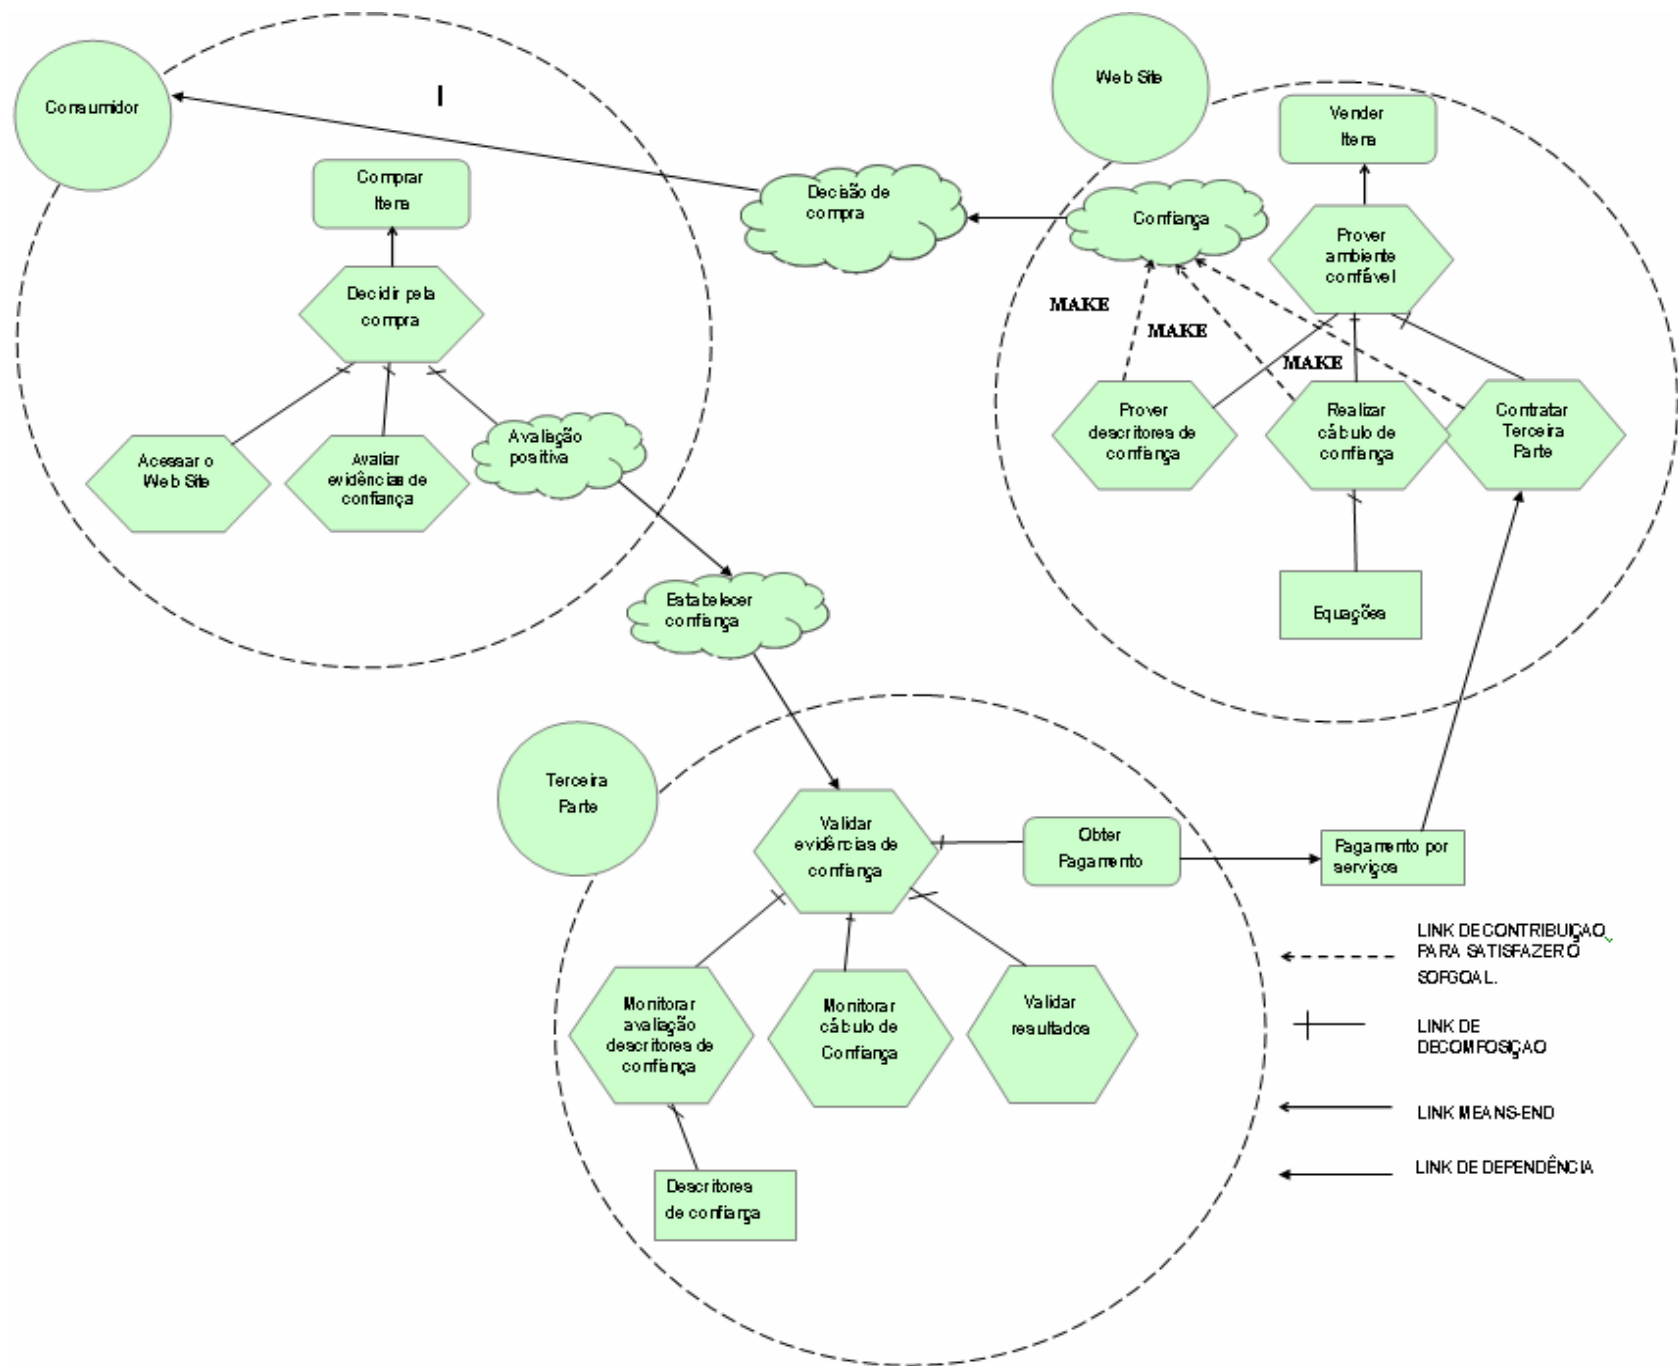 Consumidor
I
Comprar
Itens
Decidir pela
compra
Acessar o
Web Site
Avaliar
evidências de
confiança
Avaliação
positiva
Decisão de
compra
Estabelecer
confiança
Web Site
Vender
Itens
Confiança
Prover
ambiente
confiável
MAKE
MAKE
MAKE
Prover
descritores de
confiança
Realizar
cálculo de
confiança
Contratar
Terceira
Parte
Equações
Terceira
Parte
Validar
evidências de
confiança
Obter
Pagamento
Pagamento por
serviços
Monitorar
avaliação
descritores de
confiança
Monitorar
cálculo de
Confiança
Validar
resultados
Descritores
de confiança
LINK DE CONTRIBUIÇAO
PARA SATISFAZER O
SOFGOAL.
LINK DE
DECOMPOSIÇAO
LINK MEANS-END
LINK DE DEPENDÊNCIA